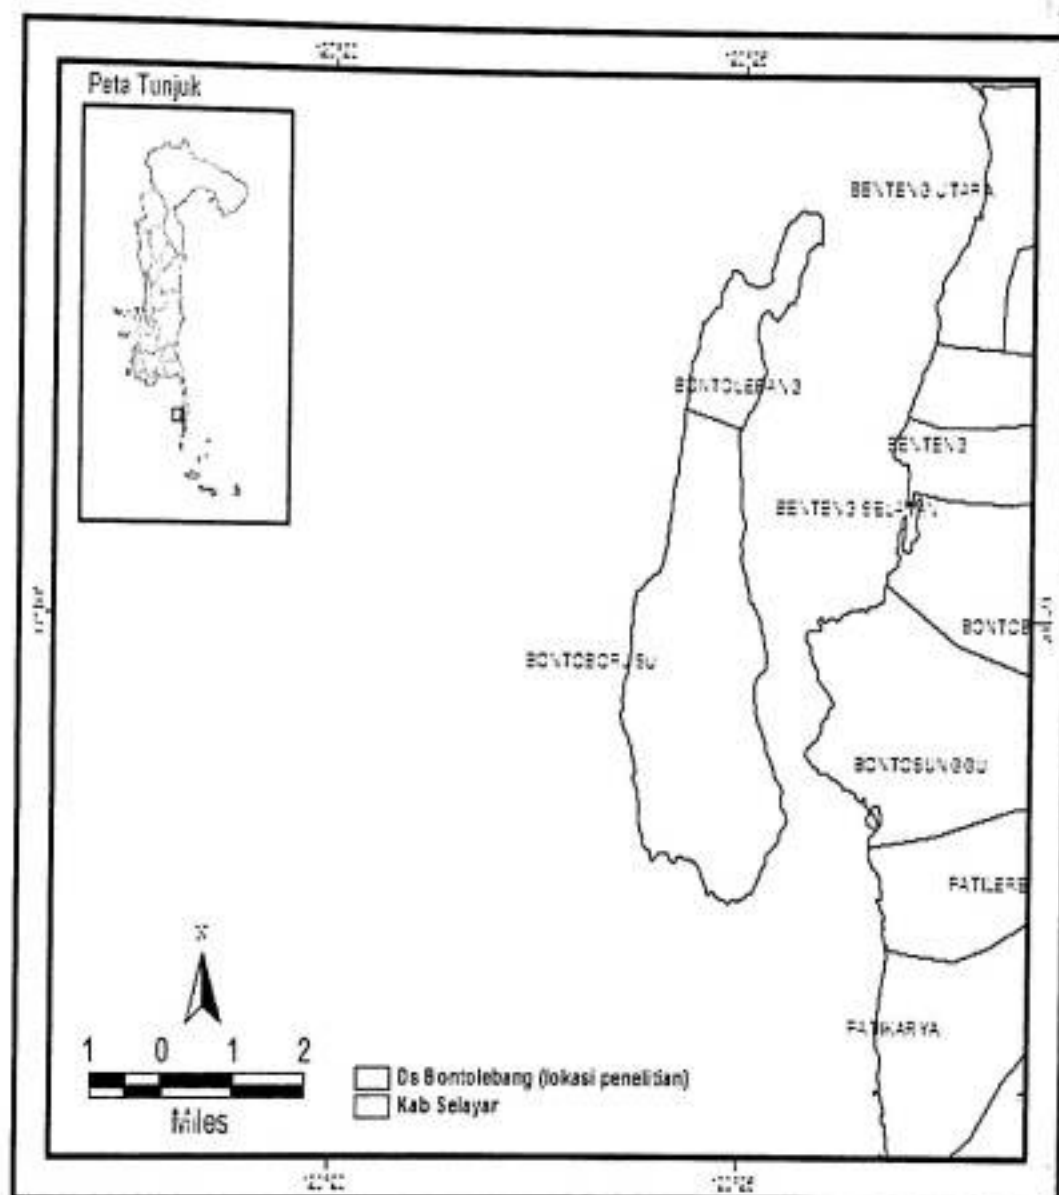 Peta Tunjuk
BENTENG UTARA
BONTOLEBANG
BENTENG
BENTENG SELATAN
BONTOB
BONTOBORUSU
BONTOSUNGGU
PATILERE
PATIKARYA
N
1 0 1 2
Miles
Ds Bontolebang (lokasi penelitian)
Kab Selayar